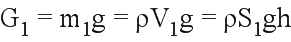 G₁ = m₁g = ρV₁g = ρS₁gh